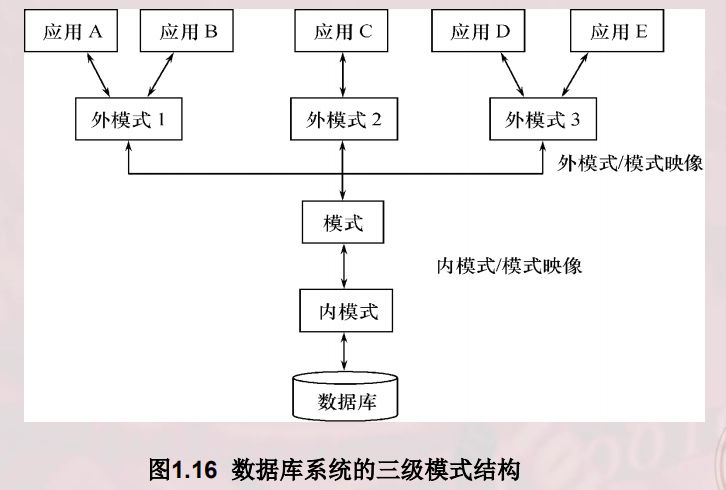 应用 A 应用 B 应用 C 应用 D 应用 E
外模式 1 外模式 2 外模式 3
外模式/模式映像
模式
内模式/模式映像
内模式
数据库
图1.16 数据库系统的三级模式结构